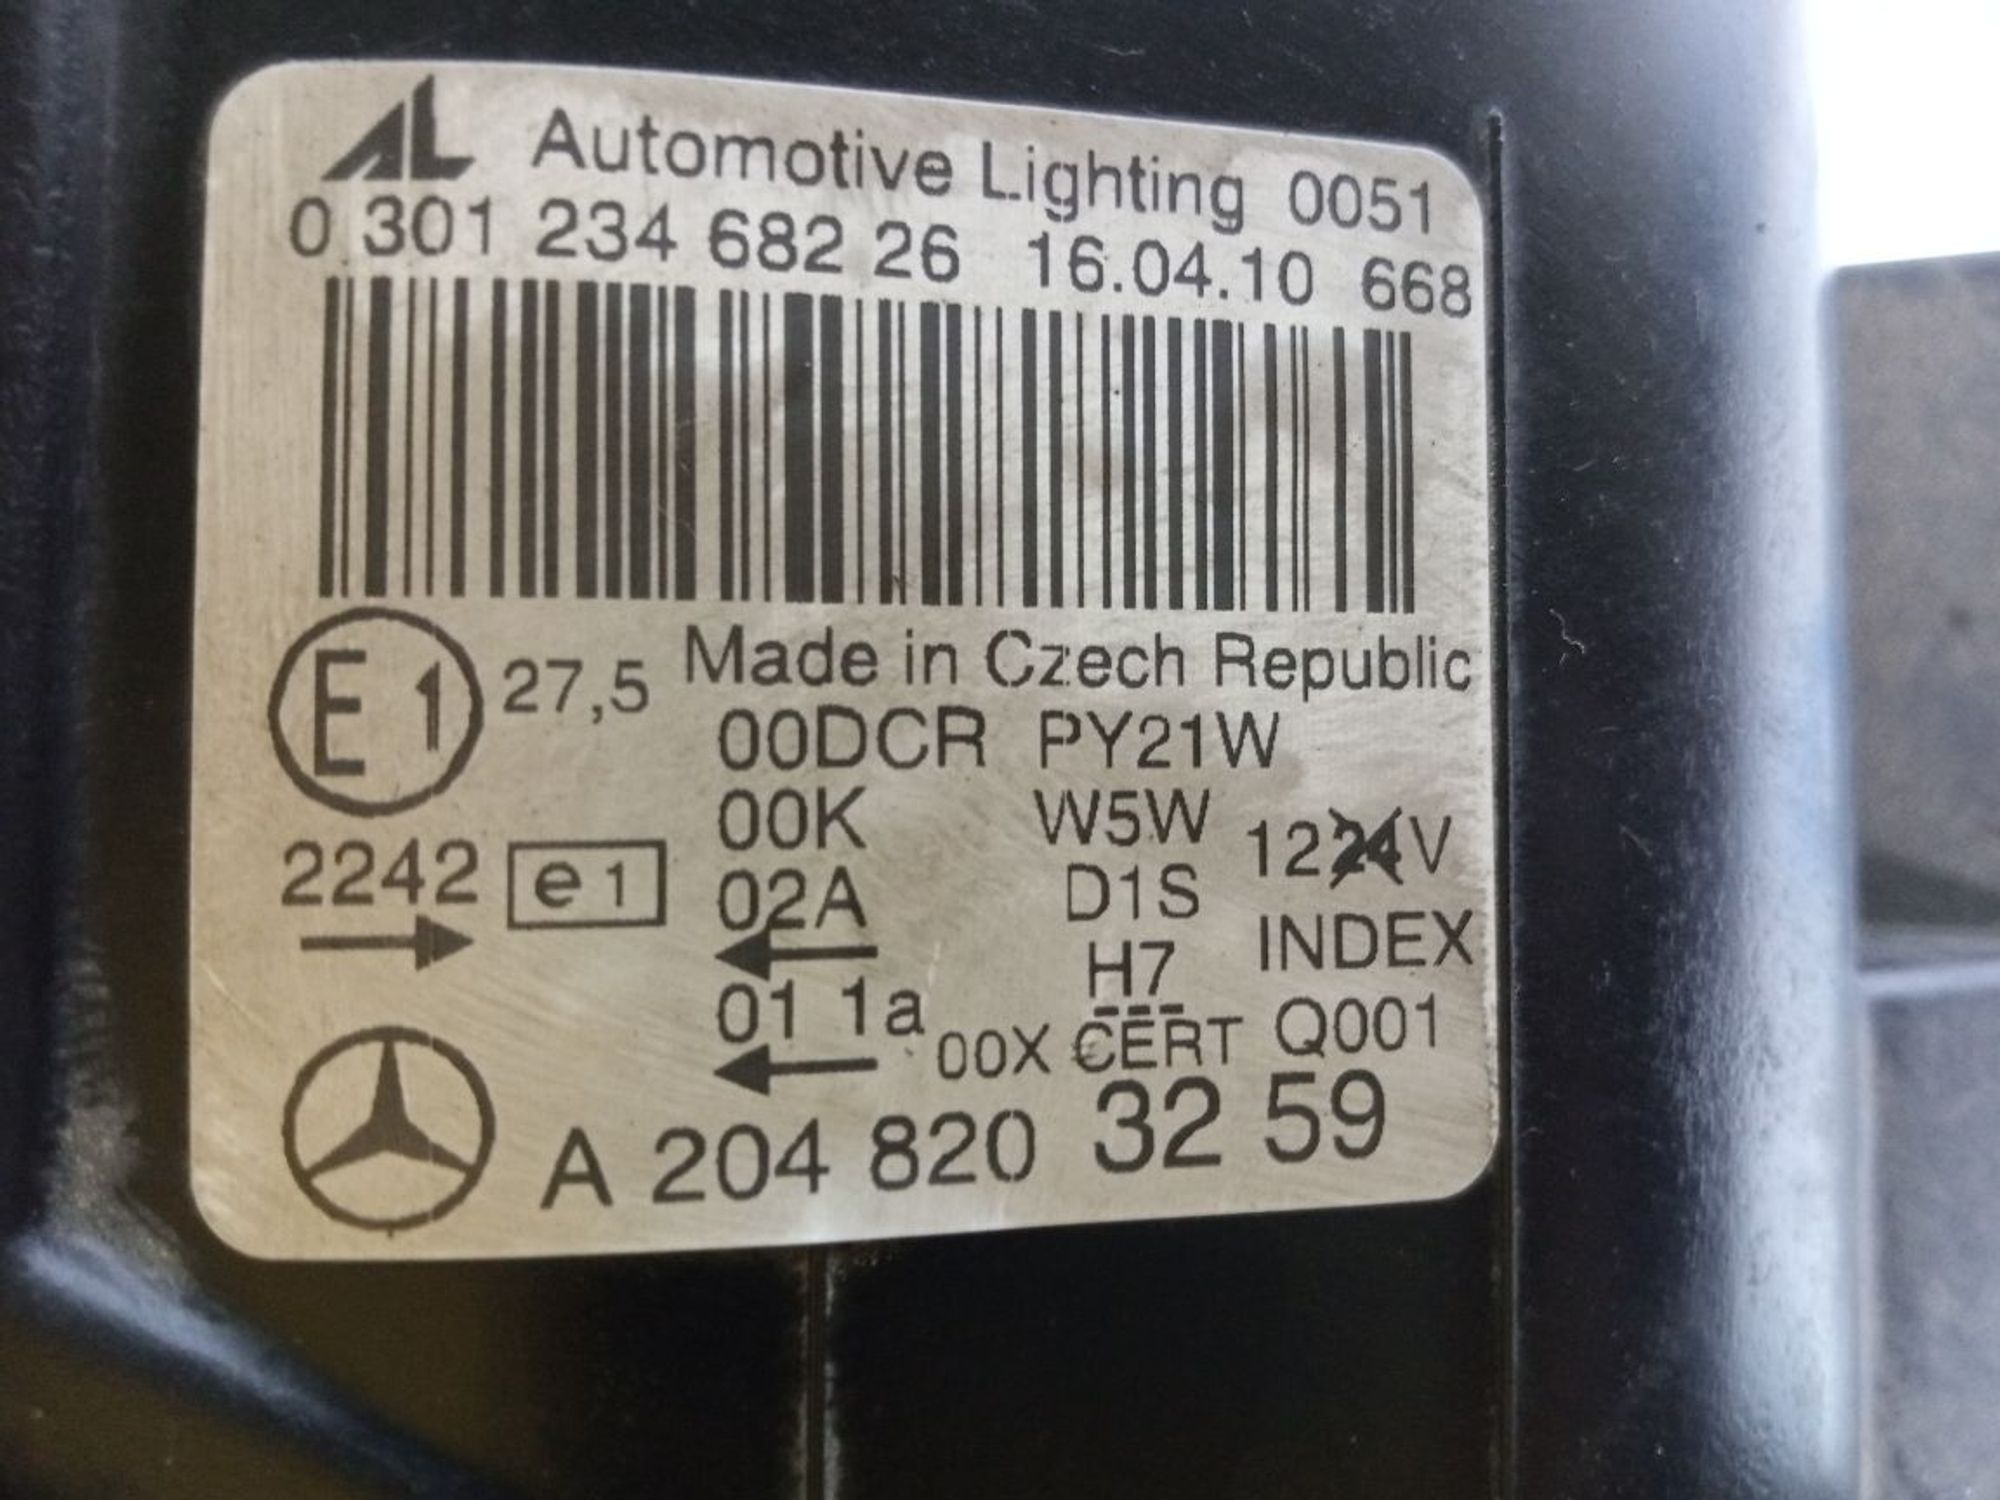 AL Automotive Lighting 0051
0 301 234 682 26 16.04.10 668
E1 27,5 Made in Czech Republic
00DCR PY21W
00K W5W 12 24 V
2242 e1 02A D1S
H7 INDEX
01 1a 00X CERT Q001
A 204 820 32 59